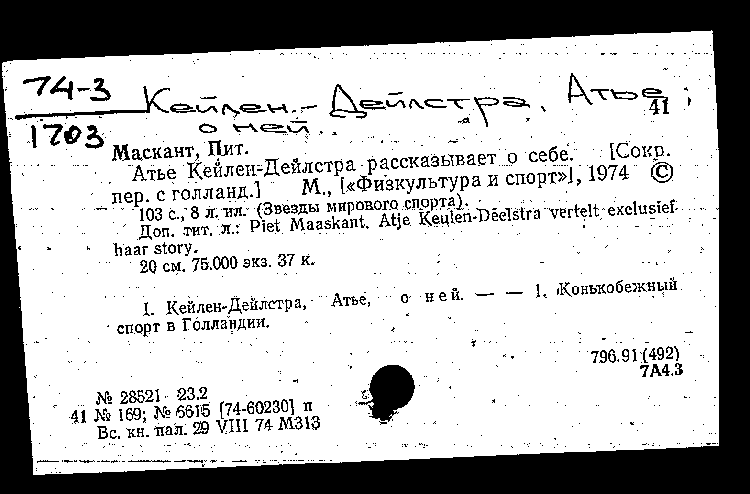 74-3
1703
Кейлен-Дейлстра, Атье,
о ней.
41
Маскант, Пит.
Атье Кейлен-Дейлстра рассказывает о себе. [Сокр.
пер. с голланд.] М., [«Физкультура и спорт»], 1974 ©
103 с., 8 л. ил. (Звезды мирового спорта).
Доп. тит. л.: Piet Maaskant. Atje Keulen-Deelstra vertelt exclusief
haar story.
20 см. 75.000 экз. 37 к.
I. Кейлен-Дейлстра, Атье, о ней. — — 1. Конькобежный
спорт в Голландии.
796.91(492)
7А4.3
№ 28521 23.2
41 № 169; № 6615 [74-60230] п
Вс. кн. пал. 29 VIII 74 М313